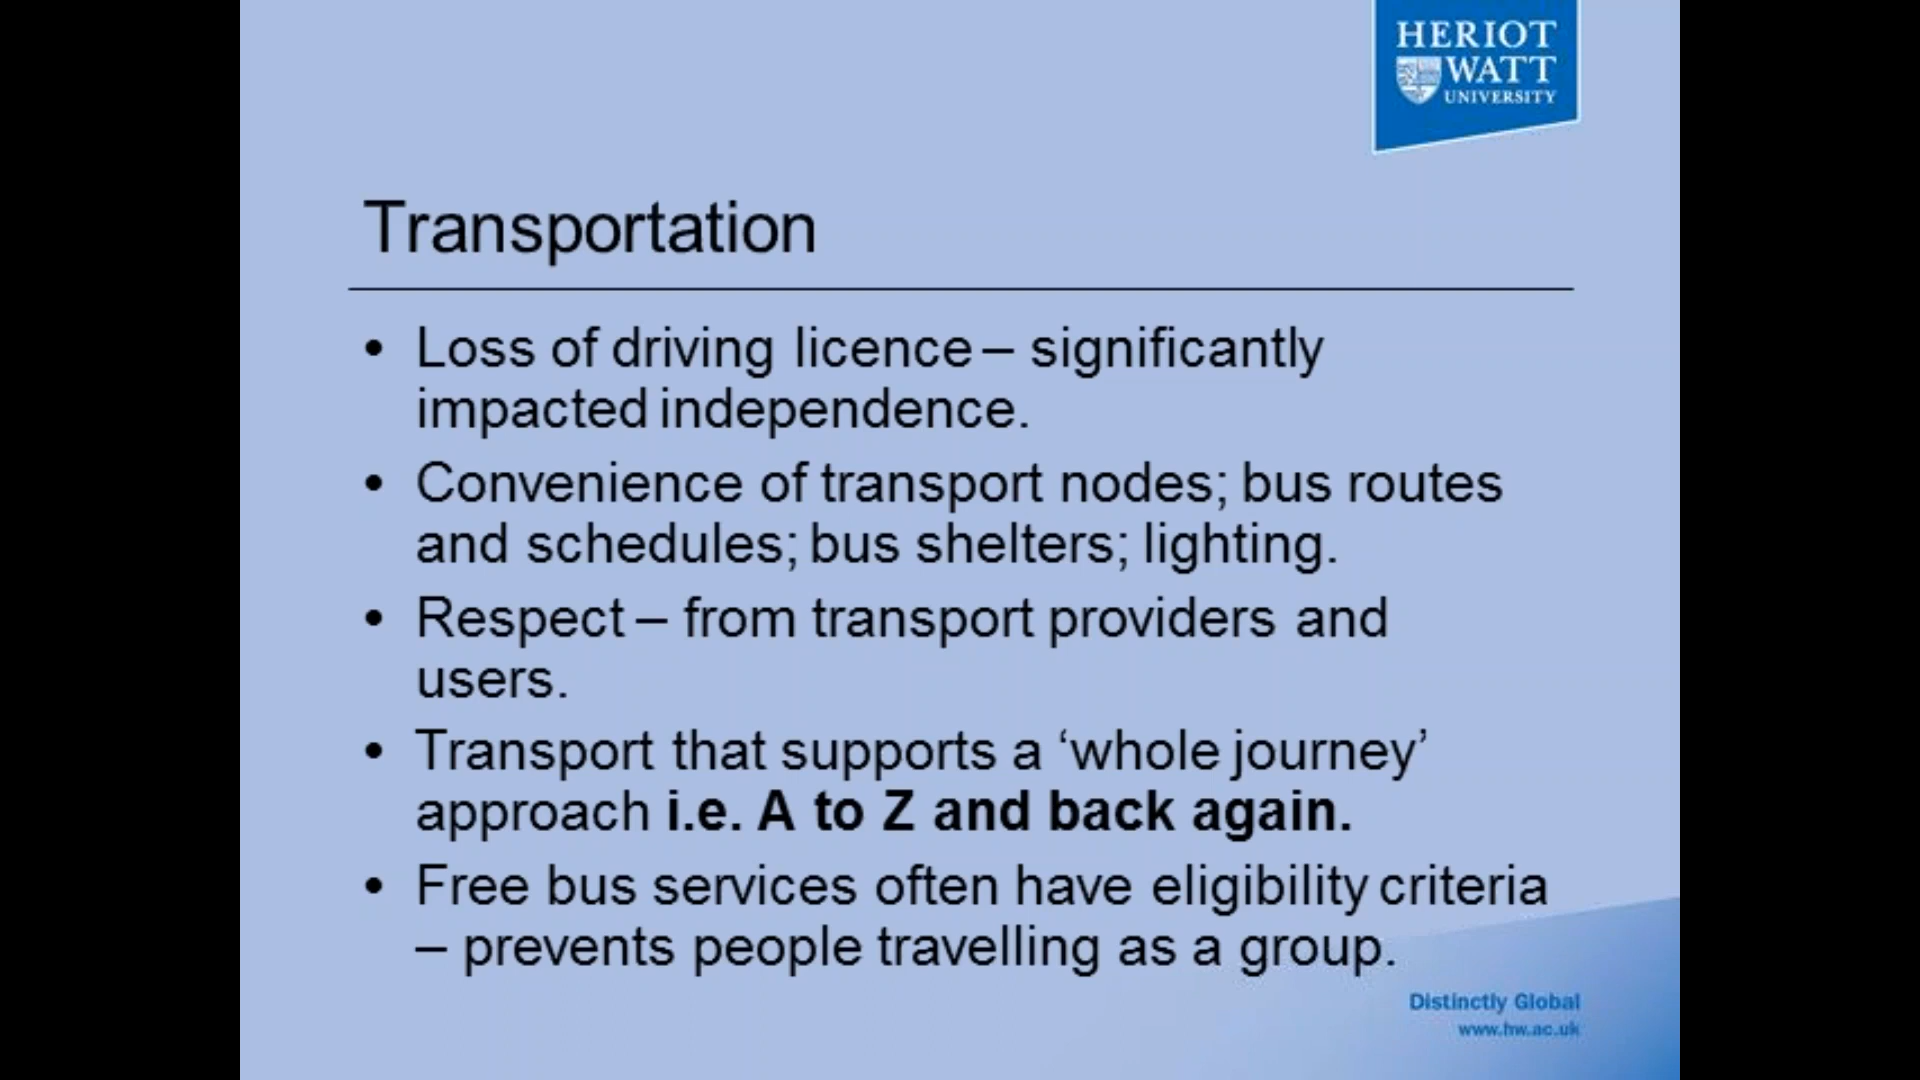 HERIOT
WATT
UNIVERSITY
Transportation
• Loss of driving licence – significantly
impacted independence.
• Convenience of transport nodes; bus routes
and schedules; bus shelters; lighting.
• Respect – from transport providers and
users.
• Transport that supports a ‘whole journey’
approach i.e. A to Z and back again.
• Free bus services often have eligibility criteria
– prevents people travelling as a group.
Distinctly Global
www.hw.ac.uk